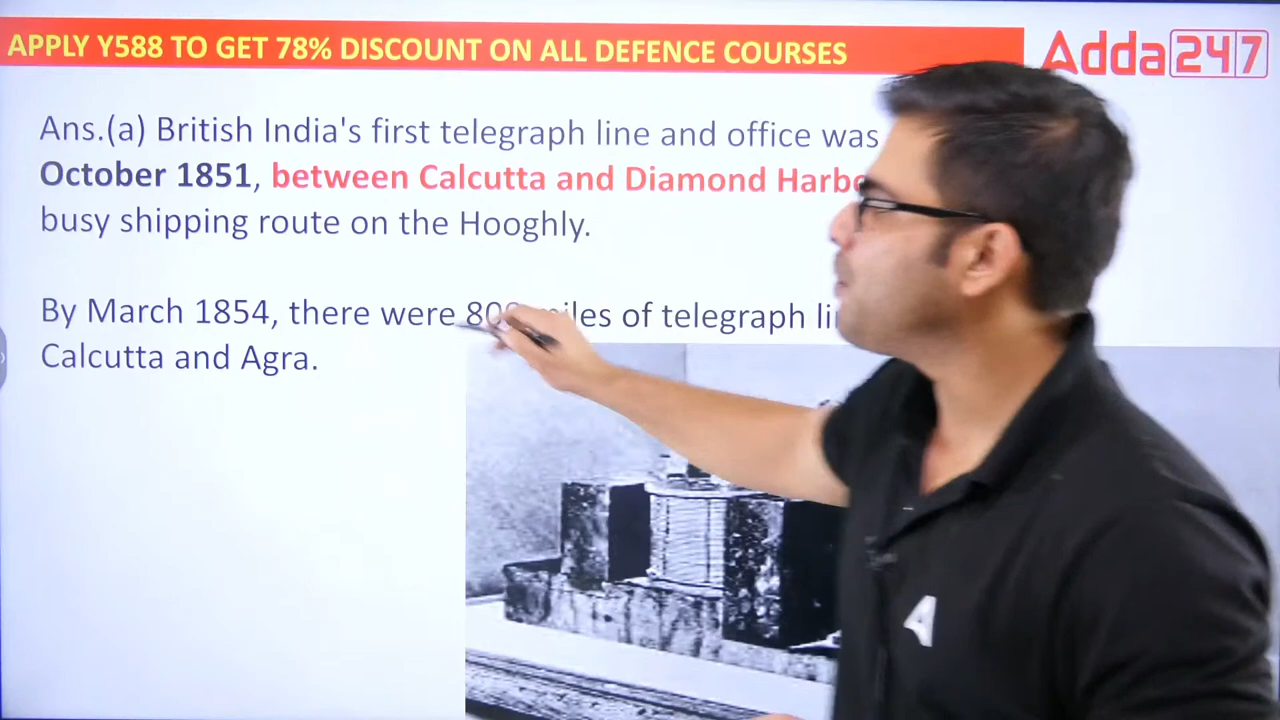 APPLY Y588 TO GET 78% DISCOUNT ON ALL DEFENCE COURSES
Adda247
Ans.(a) British India's first telegraph line and office was
October 1851, between Calcutta and Diamond
busy shipping route on the Hooghly.
By March 1854, there were of telegraph
Calcutta and Agra.